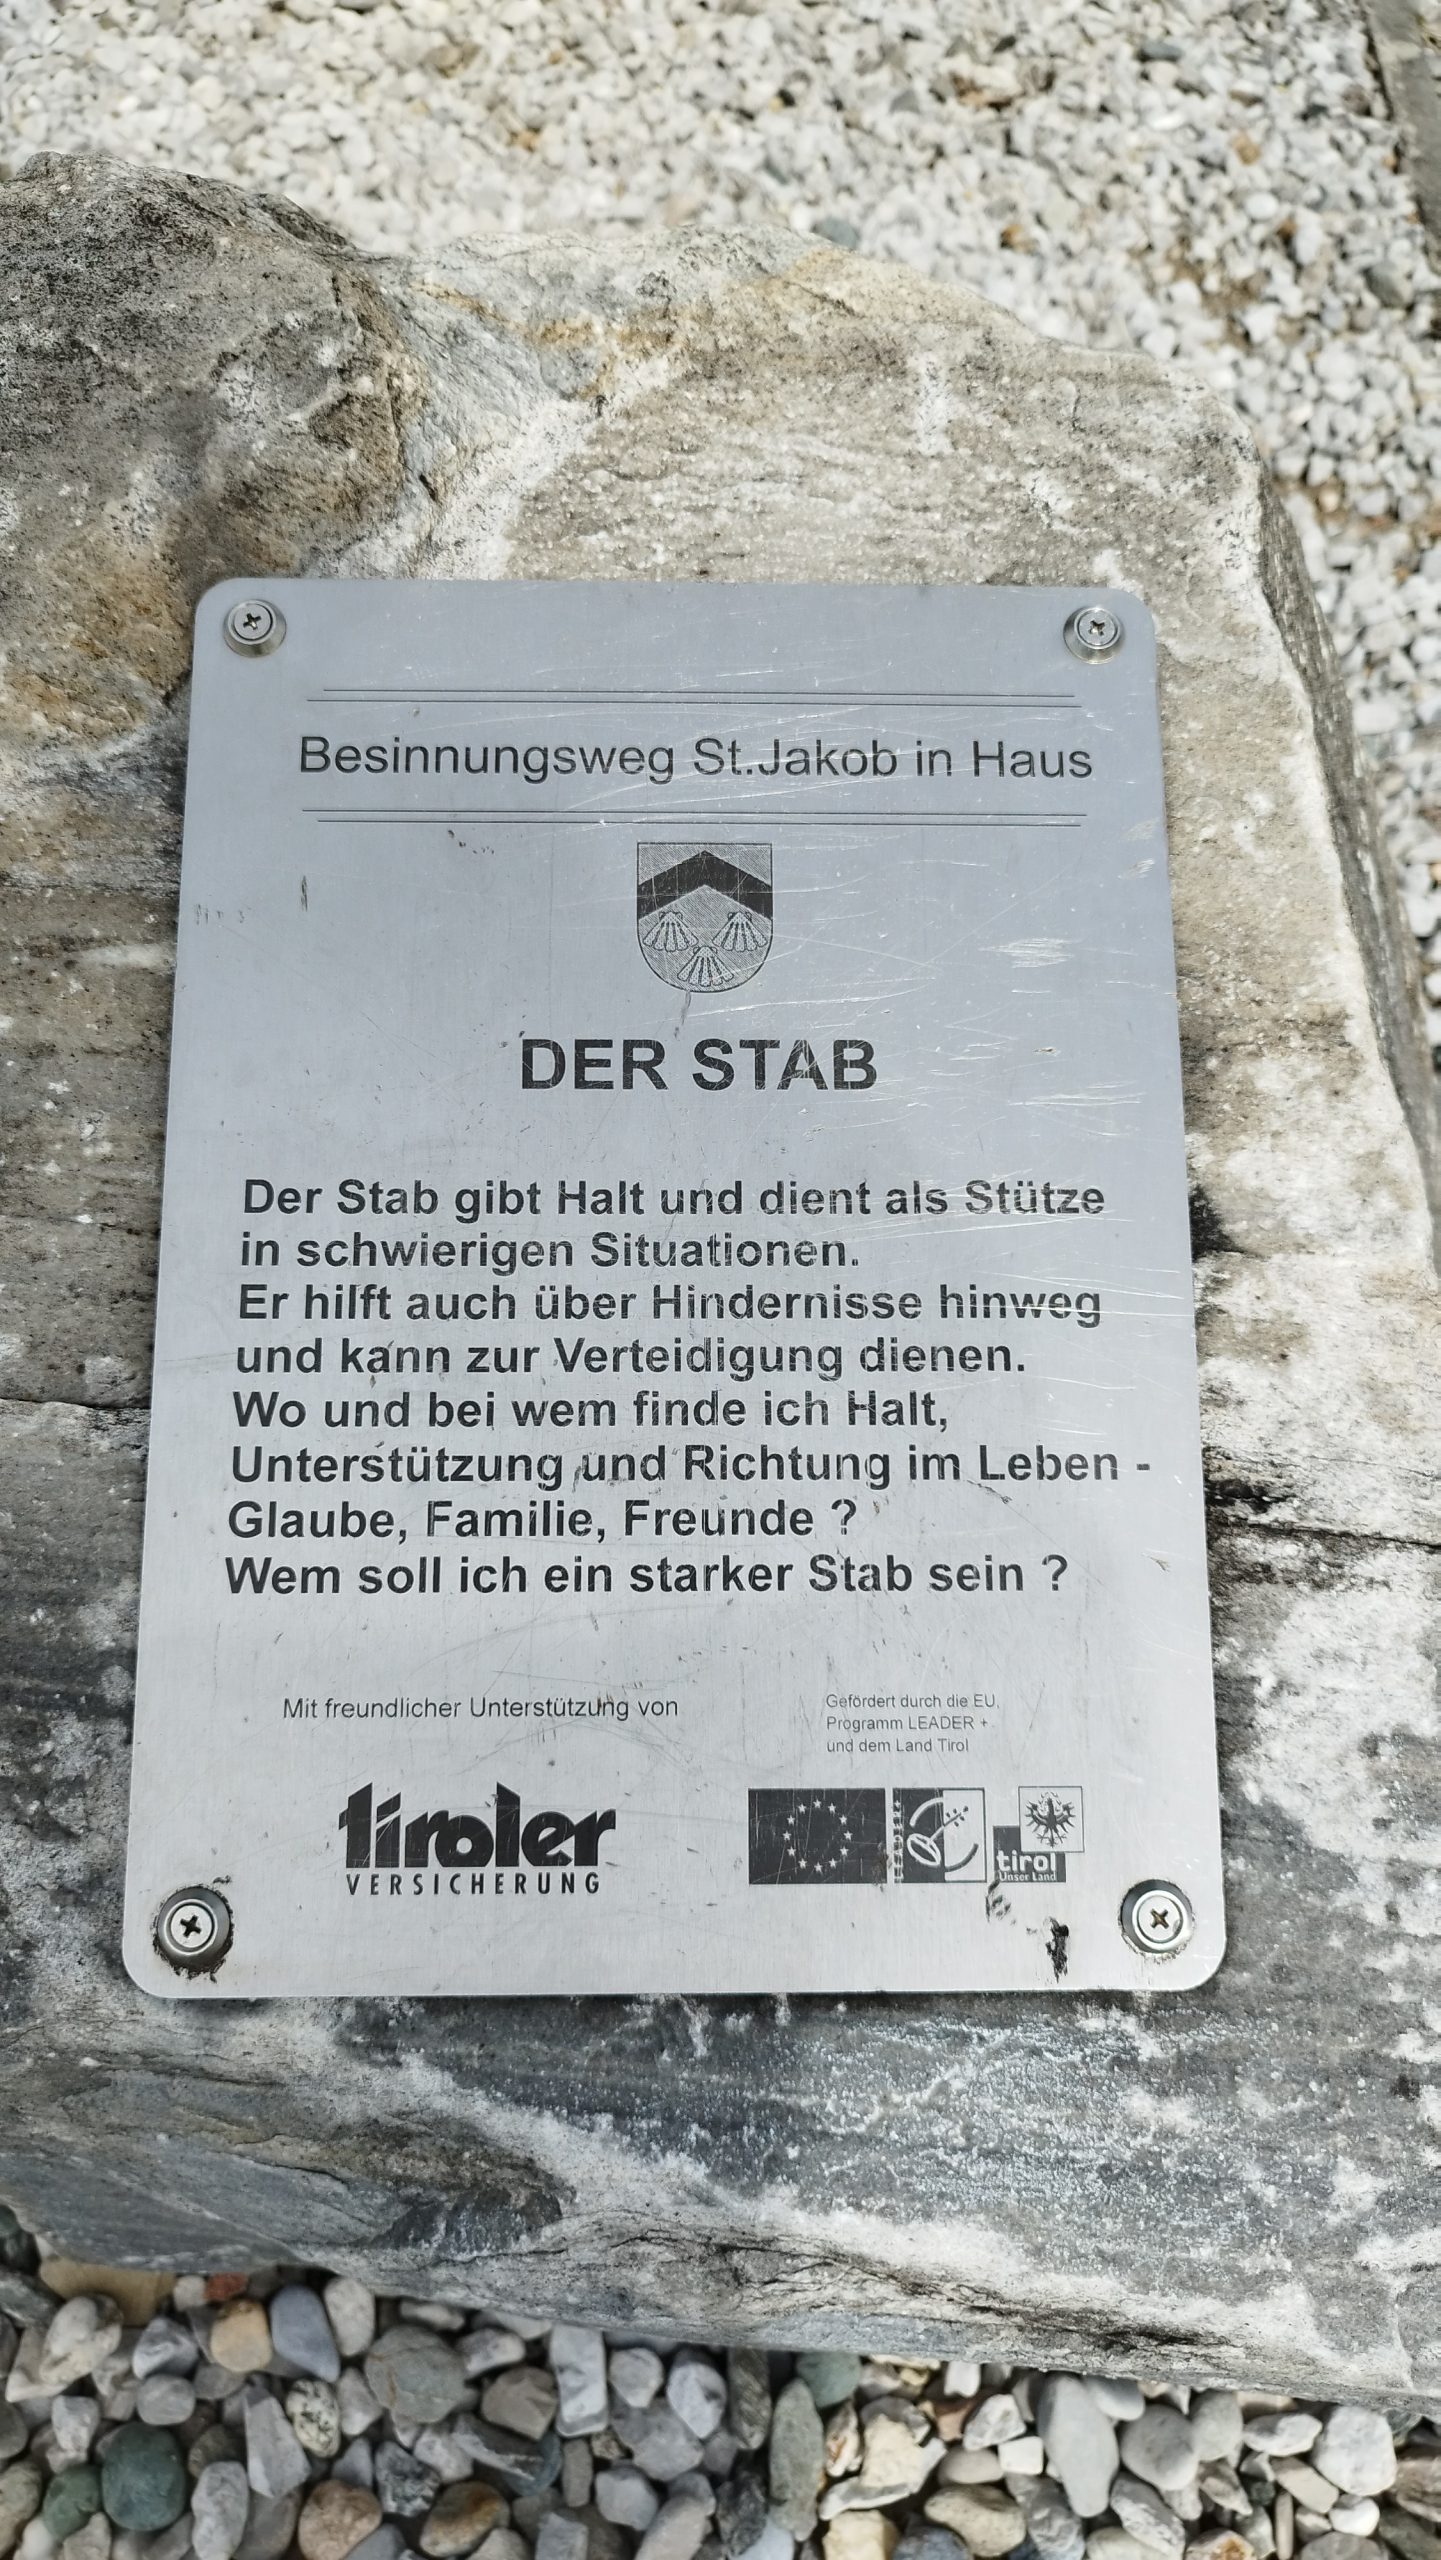 Besinnungsweg St.Jakob in Haus
DER STAB
Der Stab gibt Halt und dient als Stütze
in schwierigen Situationen.
Er hilft auch über Hindernisse hinweg
und kann zur Verteidigung dienen.
Wo und bei wem finde ich Halt,
Unterstützung und Richtung im Leben -
Glaube, Familie, Freunde ?
Wem soll ich ein starker Stab sein ?
Mit freundlicher Unterstützung von
tiroler
VERSICHERUNG
Gefördert durch die EU,
Programm LEADER +
und dem Land Tirol
tirol
Unser Land